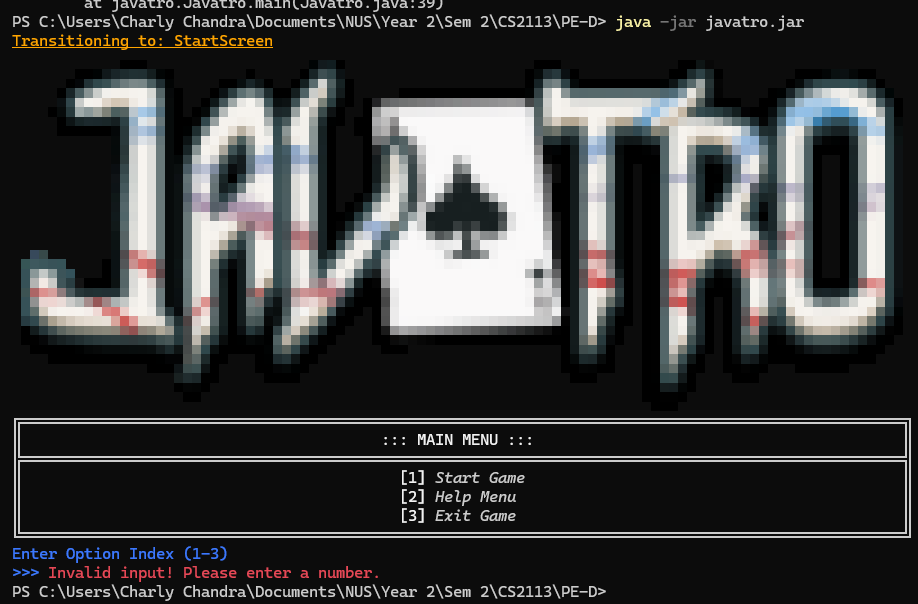 at javatro.Javatro.main(Javatro.java:39)
PS C:\Users\Charly Chandra\Documents\NUS\Year 2\Sem 2\CS2113\PE-D> java -jar javatro.jar
Transitioning to: StartScreen
JAVATRO
::: MAIN MENU :::
[1] Start Game
[2] Help Menu
[3] Exit Game
Enter Option Index (1-3)
>>> Invalid input! Please enter a number.
PS C:\Users\Charly Chandra\Documents\NUS\Year 2\Sem 2\CS2113\PE-D>